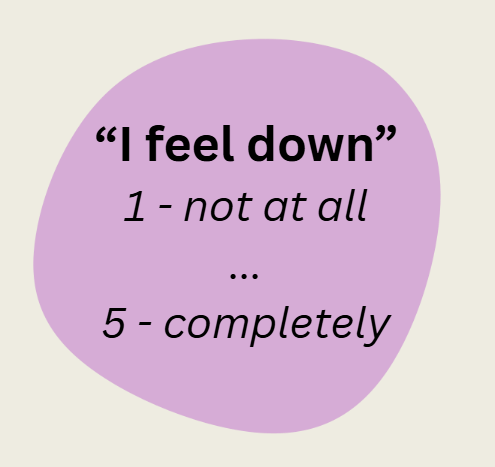 “I feel down”
1 - not at all
...
5 - completely